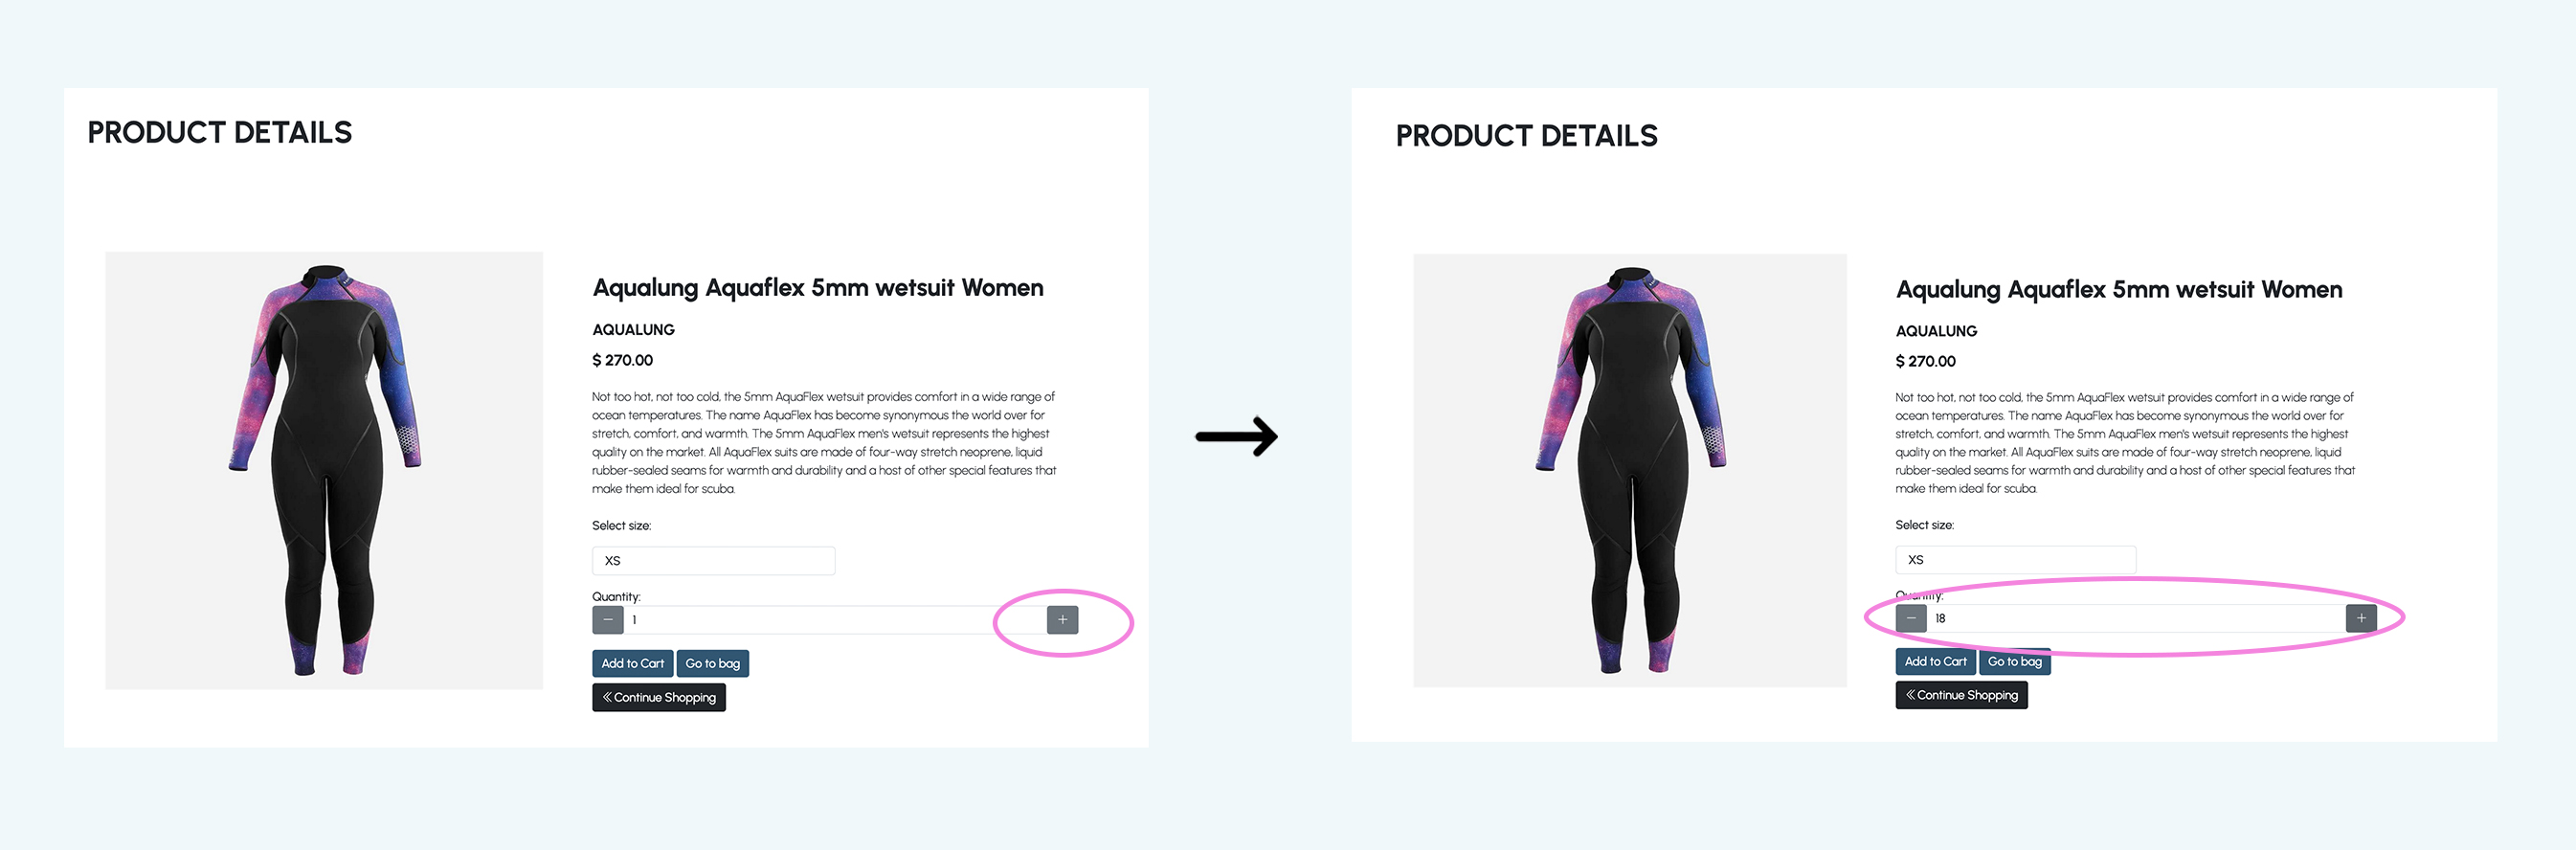 PRODUCT DETAILS
Aqualung Aquaflex 5mm wetsuit Women
AQUALUNG
$ 270.00
Not too hot, not too cold, the 5mm AquaFlex wetsuit provides comfort in a wide range of
ocean temperatures. The name AquaFlex has become synonymous the world over for
stretch, comfort, and warmth. The 5mm AquaFlex men's wetsuit represents the highest
quality on the market. All AquaFlex suits are made of four-way stretch neoprene, liquid
rubber-sealed seams for warmth and durability and a host of other special features that
make them ideal for scuba.
Select size:
XS
Quantity:
− 1 +
Add to Cart Go to bag
« Continue Shopping
PRODUCT DETAILS
Aqualung Aquaflex 5mm wetsuit Women
AQUALUNG
$ 270.00
Not too hot, not too cold, the 5mm AquaFlex wetsuit provides comfort in a wide range of
ocean temperatures. The name AquaFlex has become synonymous the world over for
stretch, comfort, and warmth. The 5mm AquaFlex men's wetsuit represents the highest
quality on the market. All AquaFlex suits are made of four-way stretch neoprene, liquid
rubber-sealed seams for warmth and durability and a host of other special features that
make them ideal for scuba.
Select size:
XS
Quantity:
− 18 +
Add to Cart Go to bag
« Continue Shopping